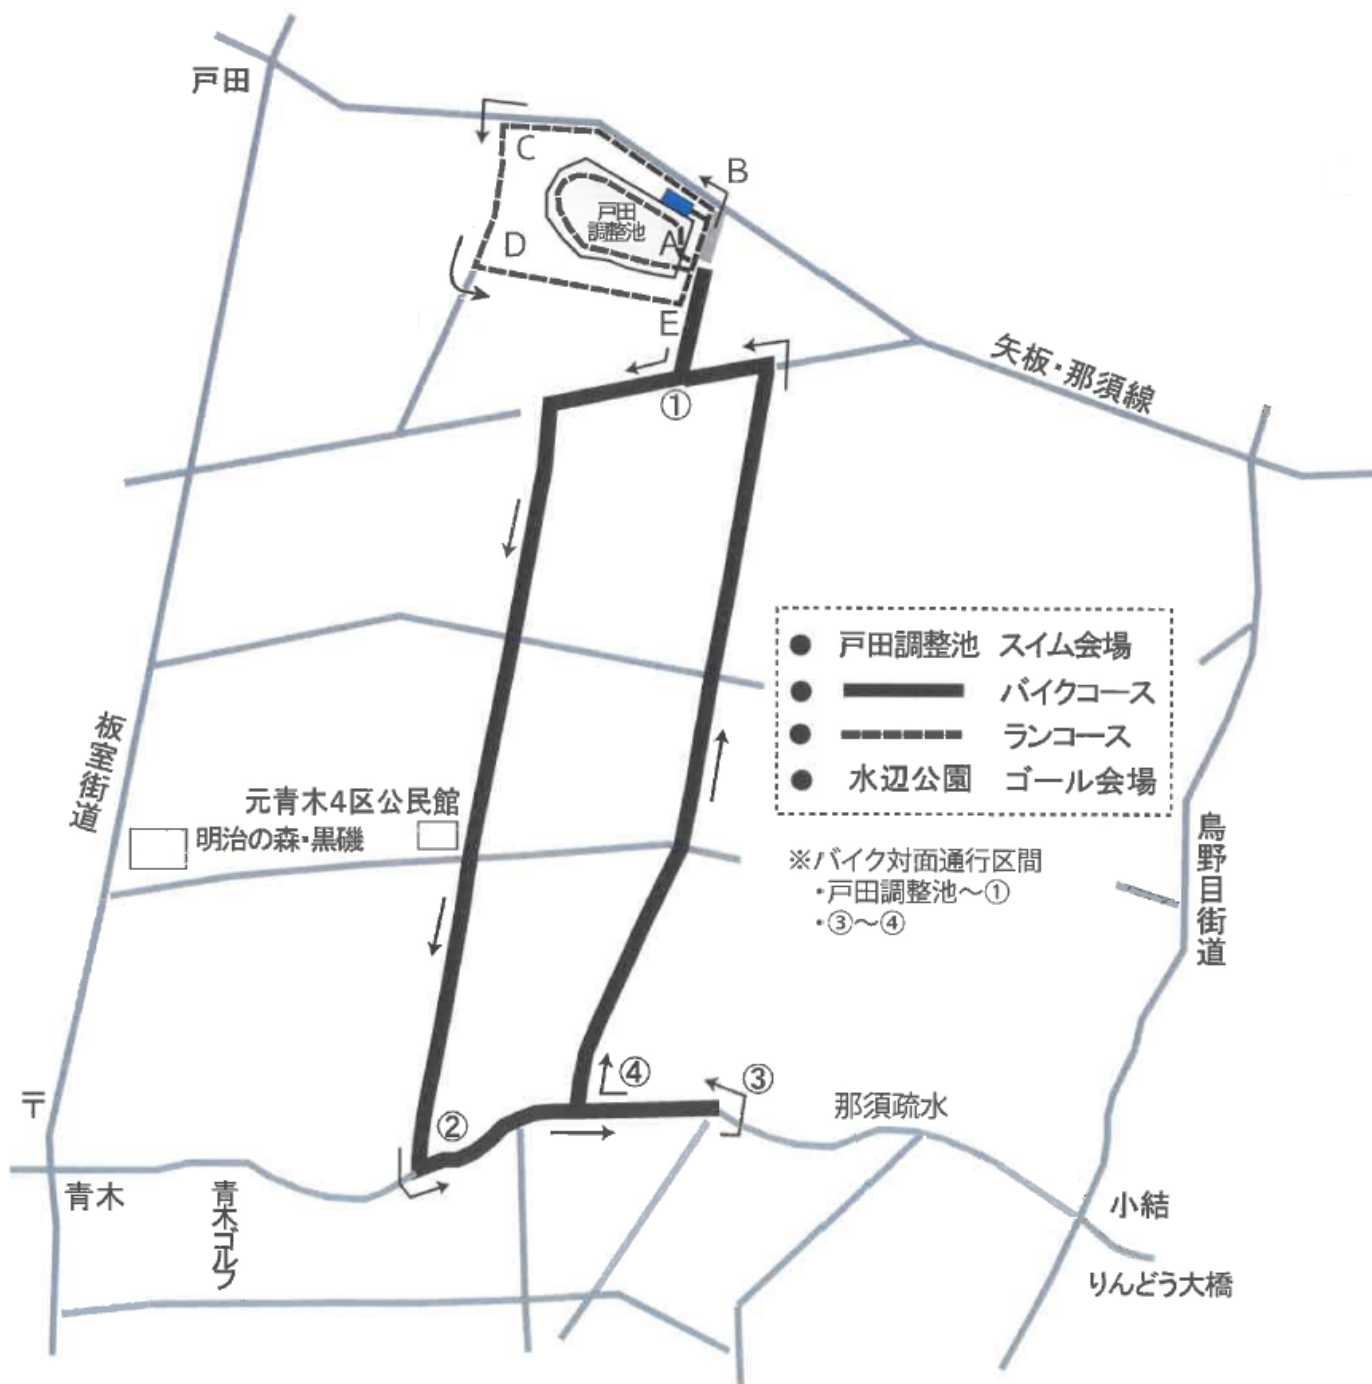 戸田
C
B
戸田
調整池
A
D
E
矢板・那須線
①
戸田調整池 スイム会場
バイクコース
ランコース
水辺公園 ゴール会場
板室街道
元青木4区公民館
明治の森・黒磯
※バイク対面通行区間
・戸田調整池～①
・③～④
鳥野目街道
〒
④
③
②
那須疏水
青木
青木ゴルフ
小結
りんどう大橋